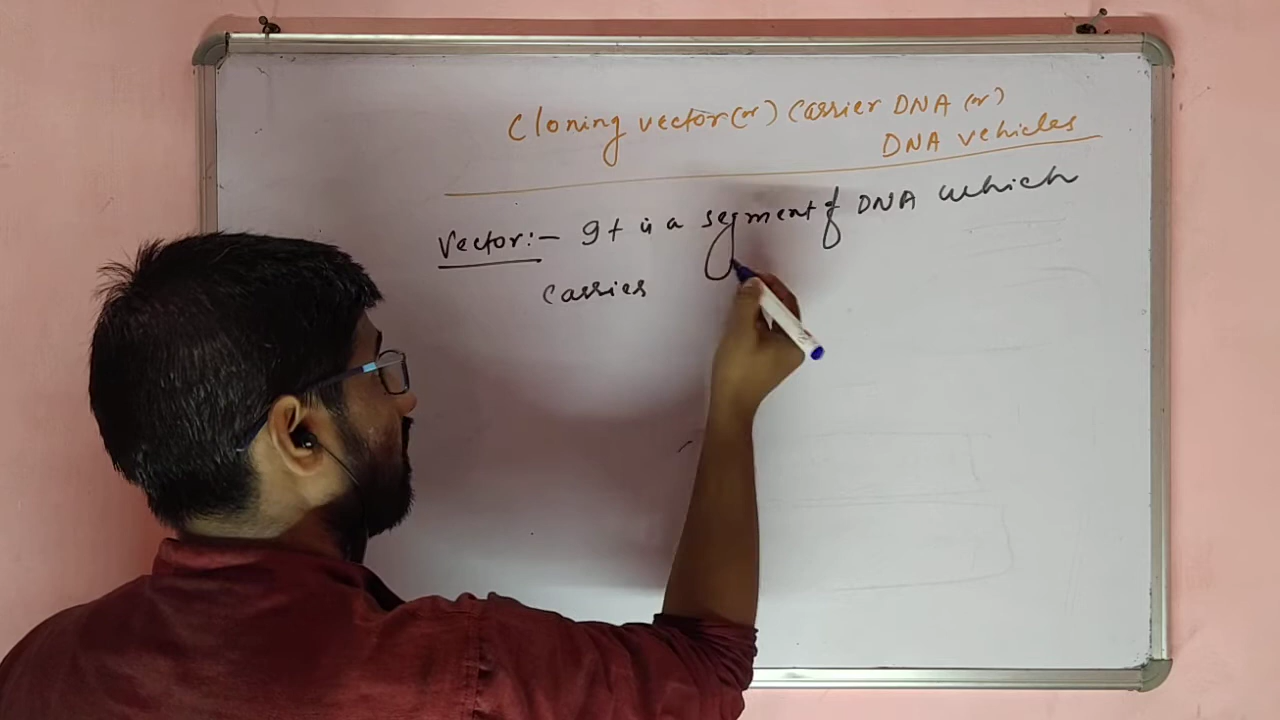 Cloning vector (or) Carrier DNA (or)
DNA vehicles
Vector:- It is a segment of DNA which
carries